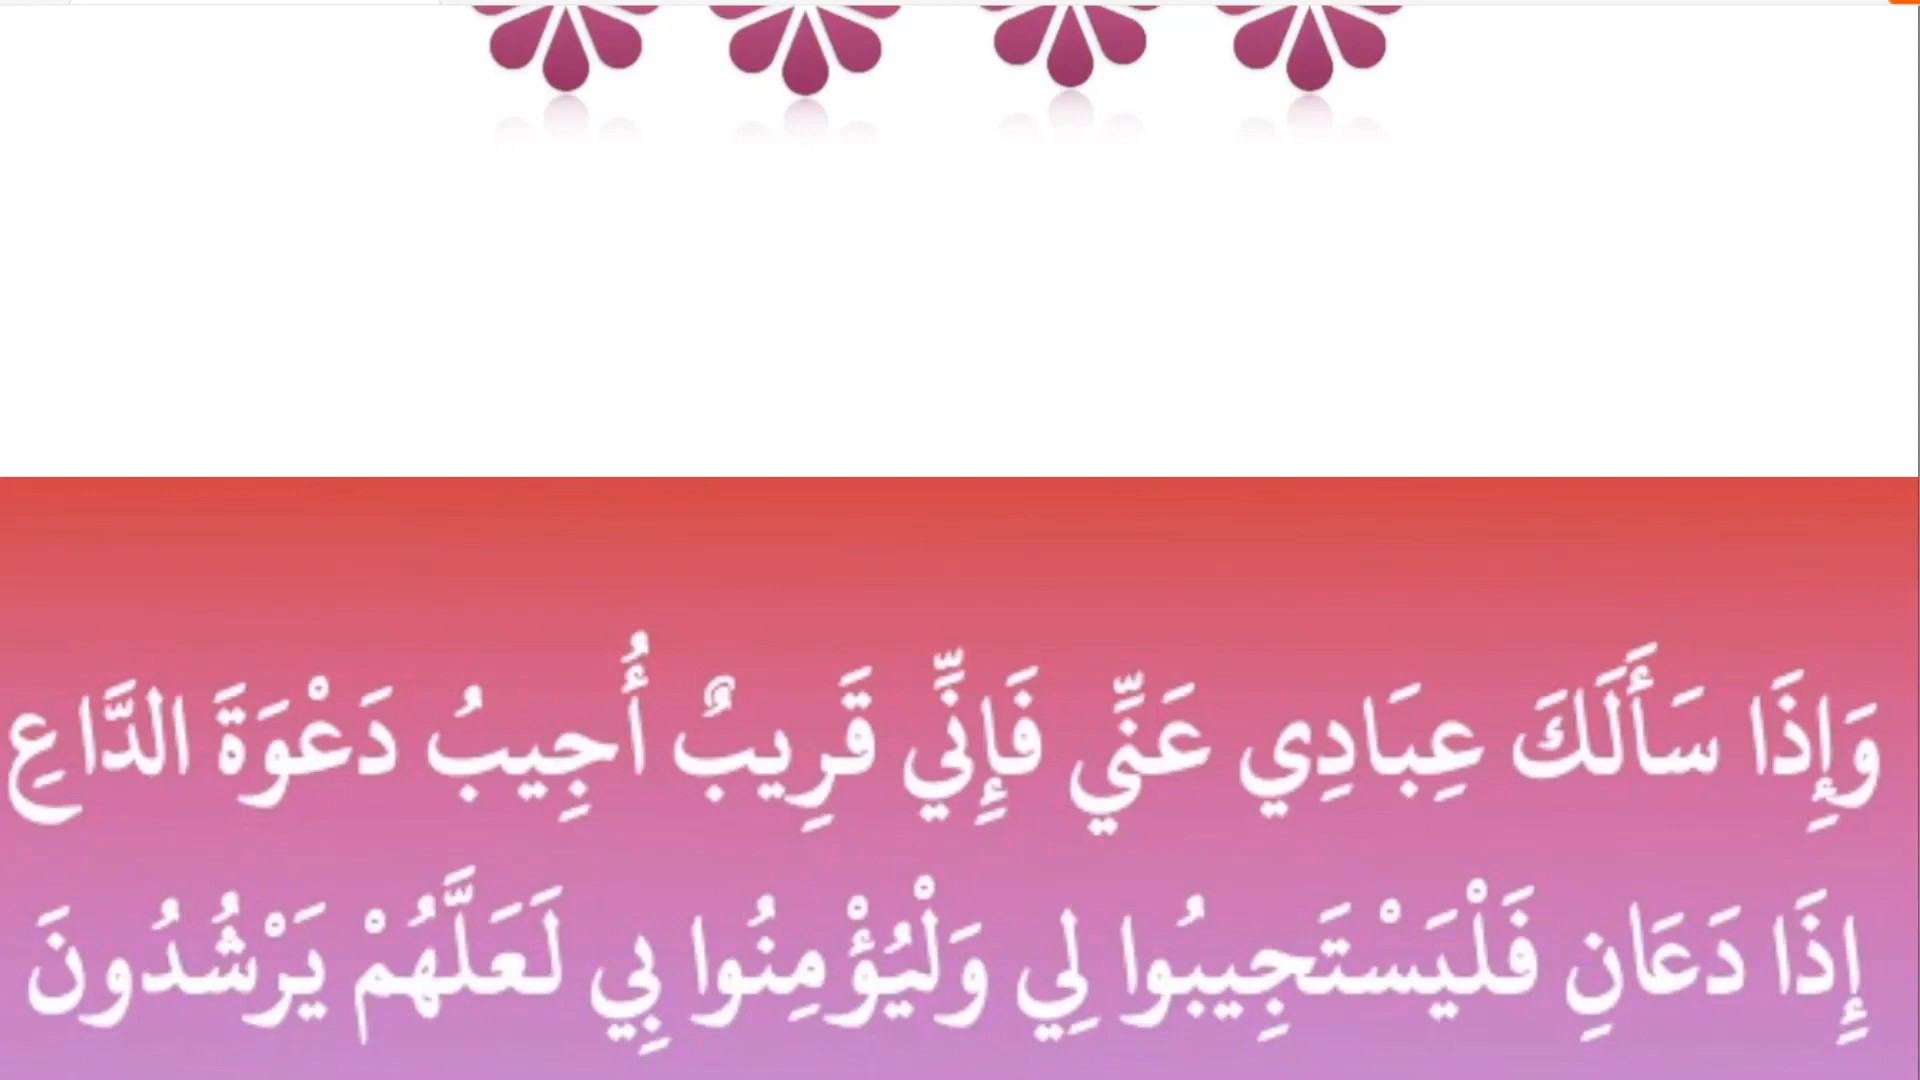 وَإِذَا سَأَلَكَ عِبَادِي عَنِّي فَإِنِّي قَرِيبٌ أُجِيبُ دَعْوَةَ الدَّاعِ
إِذَا دَعَانِ فَلْيَسْتَجِيبُوا لِي وَلْيُؤْمِنُوا بِي لَعَلَّهُمْ يَرْشُدُونَ